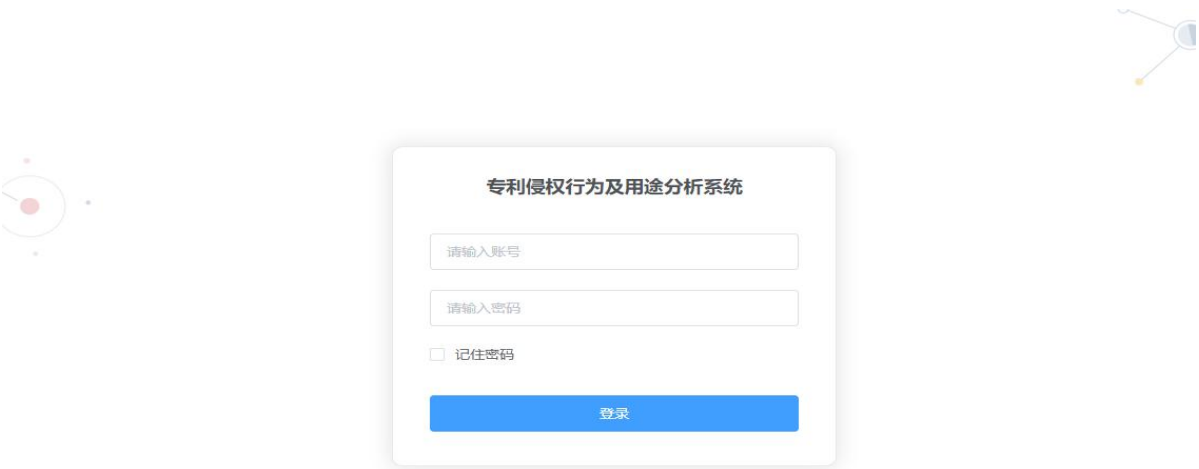 专利侵权行为及用途分析系统
请输入账号
请输入密码
记住密码
登录